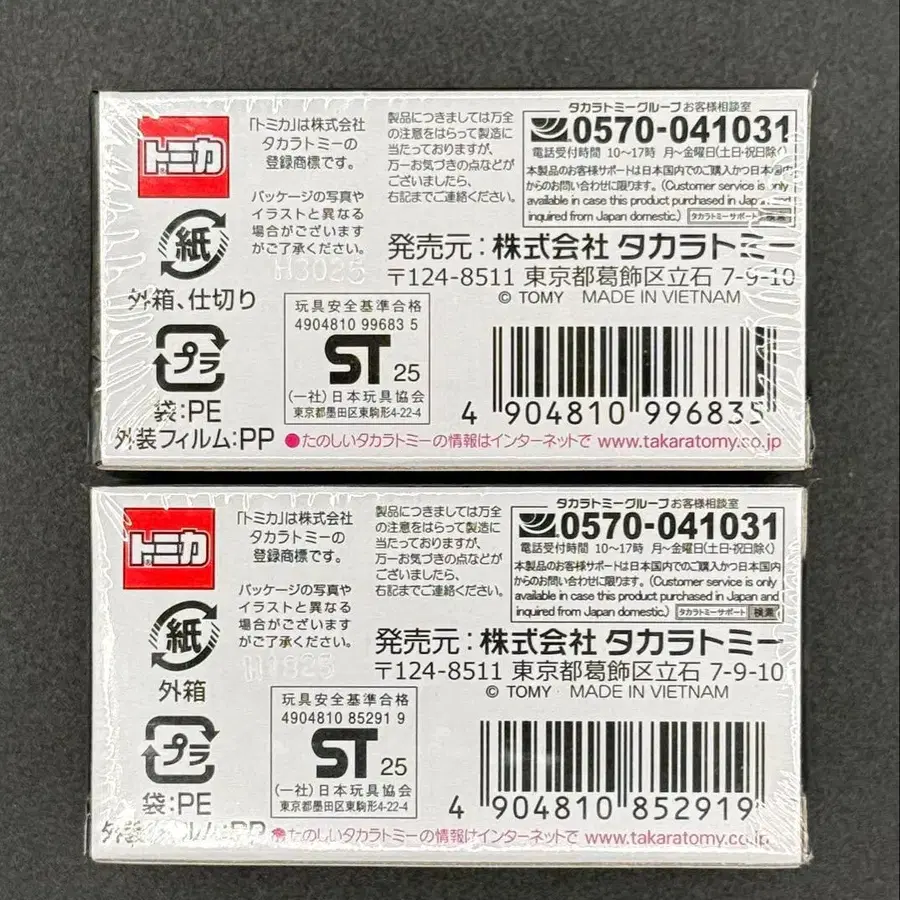 トミカ
「トミカ」は株式会社
タカラトミーの
登録商標です。
パッケージの写真や
イラストと異なる
場合がございます
がご了承ください。
H3025
製品につきましては万全
の注意をはらって製造に
当たっておりますが、
万一お気づきの点などが
ございましたら、
右記までご連絡ください。
タカラトミーグループ お客様相談室
0570-041031
電話受付時間 10〜17時 月〜金曜日(土日・祝日除く)
本製品のお客様サポートは日本国内でのご購入かつ日本国内
からのお問い合わせに限ります。(Customer service is only
available in case this product purchased in Japan
inquired from Japan domestic.) タカラトミーサポート 検索
発売元:株式会社 タカラトミー
〒124-8511 東京都葛飾区立石 7-9-10
© TOMY MADE IN VIETNAM
紙
外箱、仕切り
プラ
袋:PE
外装フィルム:PP
玩具安全基準合格
4904810 99683 5
ST 25
(一社)日本玩具協会
東京都墨田区東駒形4-22-4
4 904810 996835
●たのしいタカラトミーの情報はインターネットで www.takaratomy.co.jp
トミカ
「トミカ」は株式会社
タカラトミーの
登録商標です。
パッケージの写真や
イラストと異なる
場合がございます
がご了承ください。
H1825
製品につきましては万全
の注意をはらって製造に
当たっておりますが、
万一お気づきの点などが
ございましたら、
右記までご連絡ください。
タカラトミーグループ お客様相談室
0570-041031
電話受付時間 10〜17時 月〜金曜日(土日・祝日除く)
本製品のお客様サポートは日本国内でのご購入かつ日本国内
からのお問い合わせに限ります。(Customer service is only
available in case this product purchased in Japan and
inquired from Japan domestic.) タカラトミーサポート 検索
発売元:株式会社 タカラトミー
〒124-8511 東京都葛飾区立石 7-9-10
© TOMY MADE IN VIETNAM
紙
外箱
プラ
袋:PE
外装フィルム:PP
玩具安全基準合格
4904810 85291 9
ST 25
(一社)日本玩具協会
東京都墨田区東駒形4-22-4
4 904810 852919
●たのしいタカラトミーの情報はインターネットで www.takaratomy.co.jp